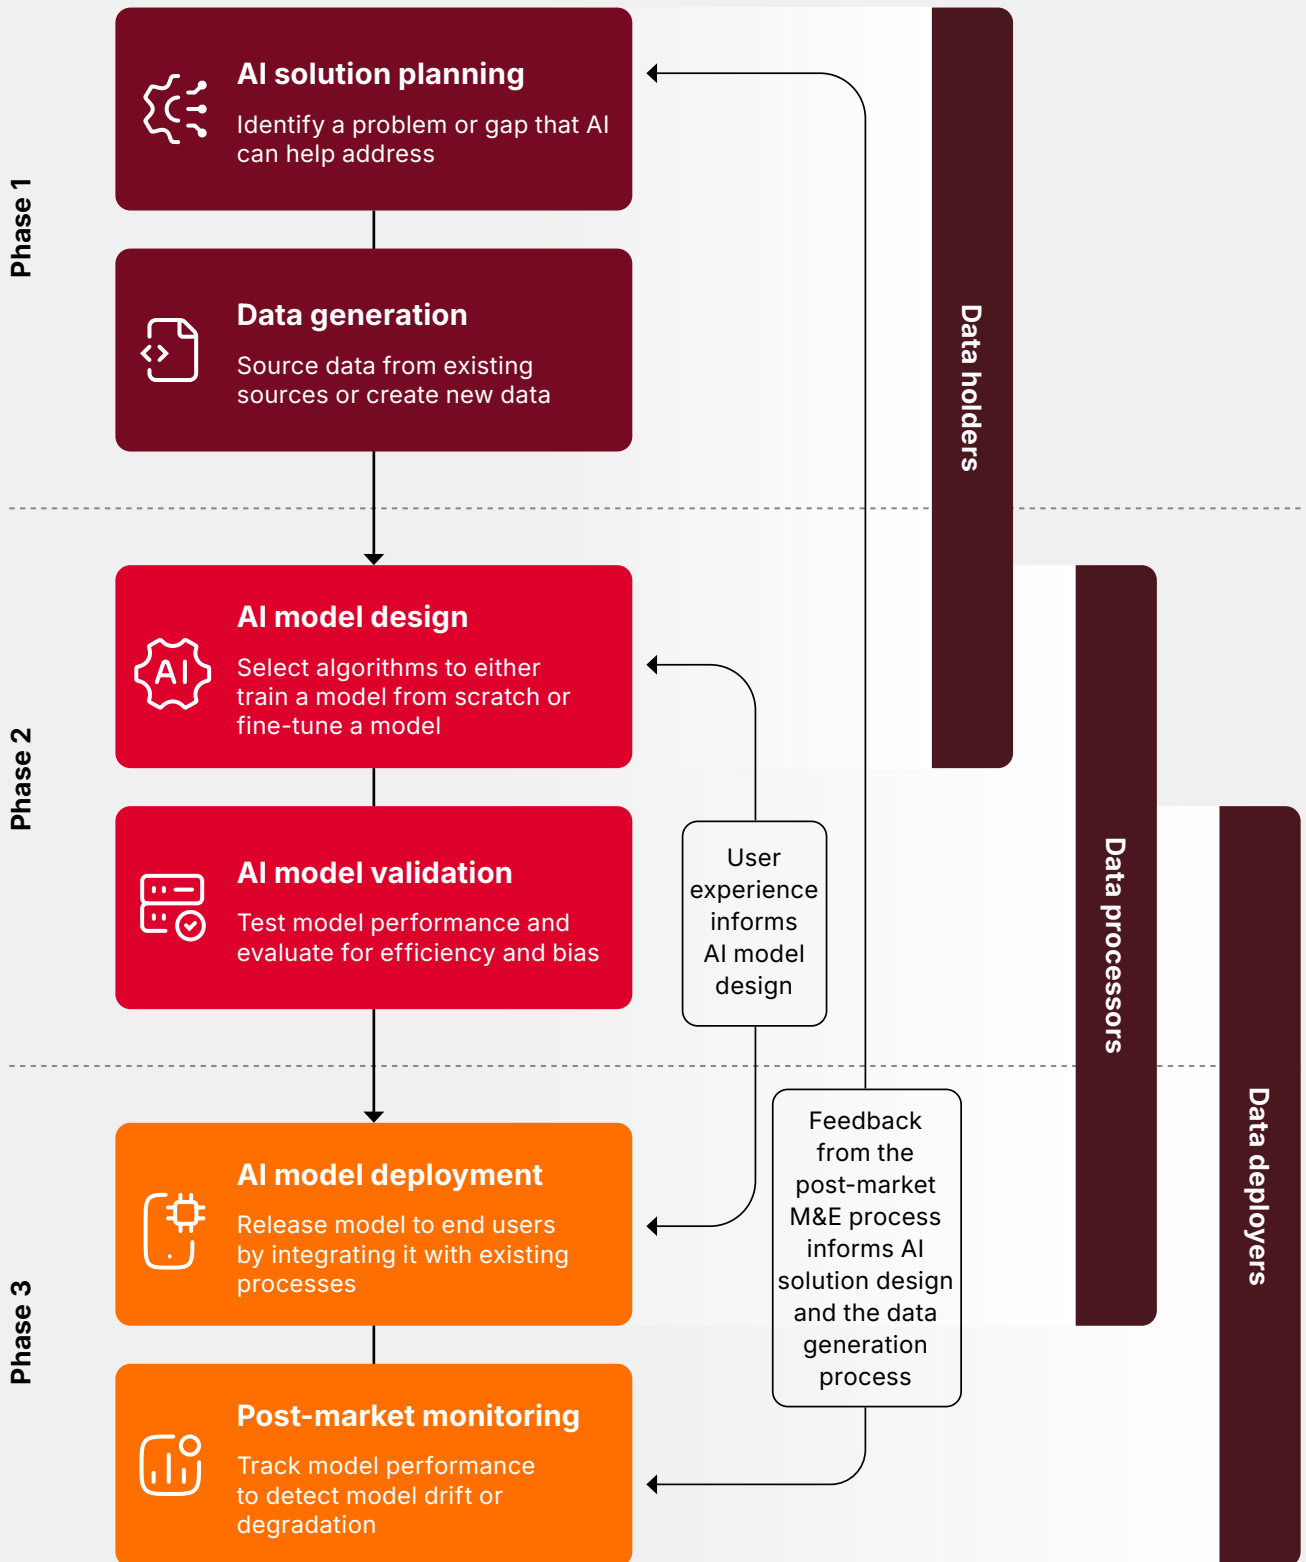 Phase 1
AI solution planning
Identify a problem or gap that AI
can help address
Data generation
Source data from existing
sources or create new data
Data holders
Phase 2
AI model design
Select algorithms to either
train a model from scratch or
fine-tune a model
AI model validation
Test model performance and
evaluate for efficiency and bias
User
experience
informs
AI model
design
Data processors
Phase 3
AI model deployment
Release model to end users
by integrating it with existing
processes
Post-market monitoring
Track model performance
to detect model drift or
degradation
Feedback
from the
post-market
M&E process
informs AI
solution design
and the data
generation
process
Data deployers
AI